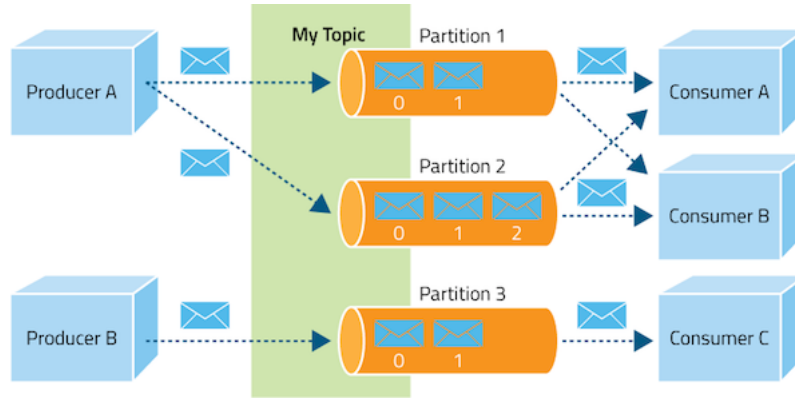 My Topic
Partition 1
Producer A
0 1
Consumer A
Partition 2
0 1 2
Consumer B
Partition 3
Producer B
0 1
Consumer C